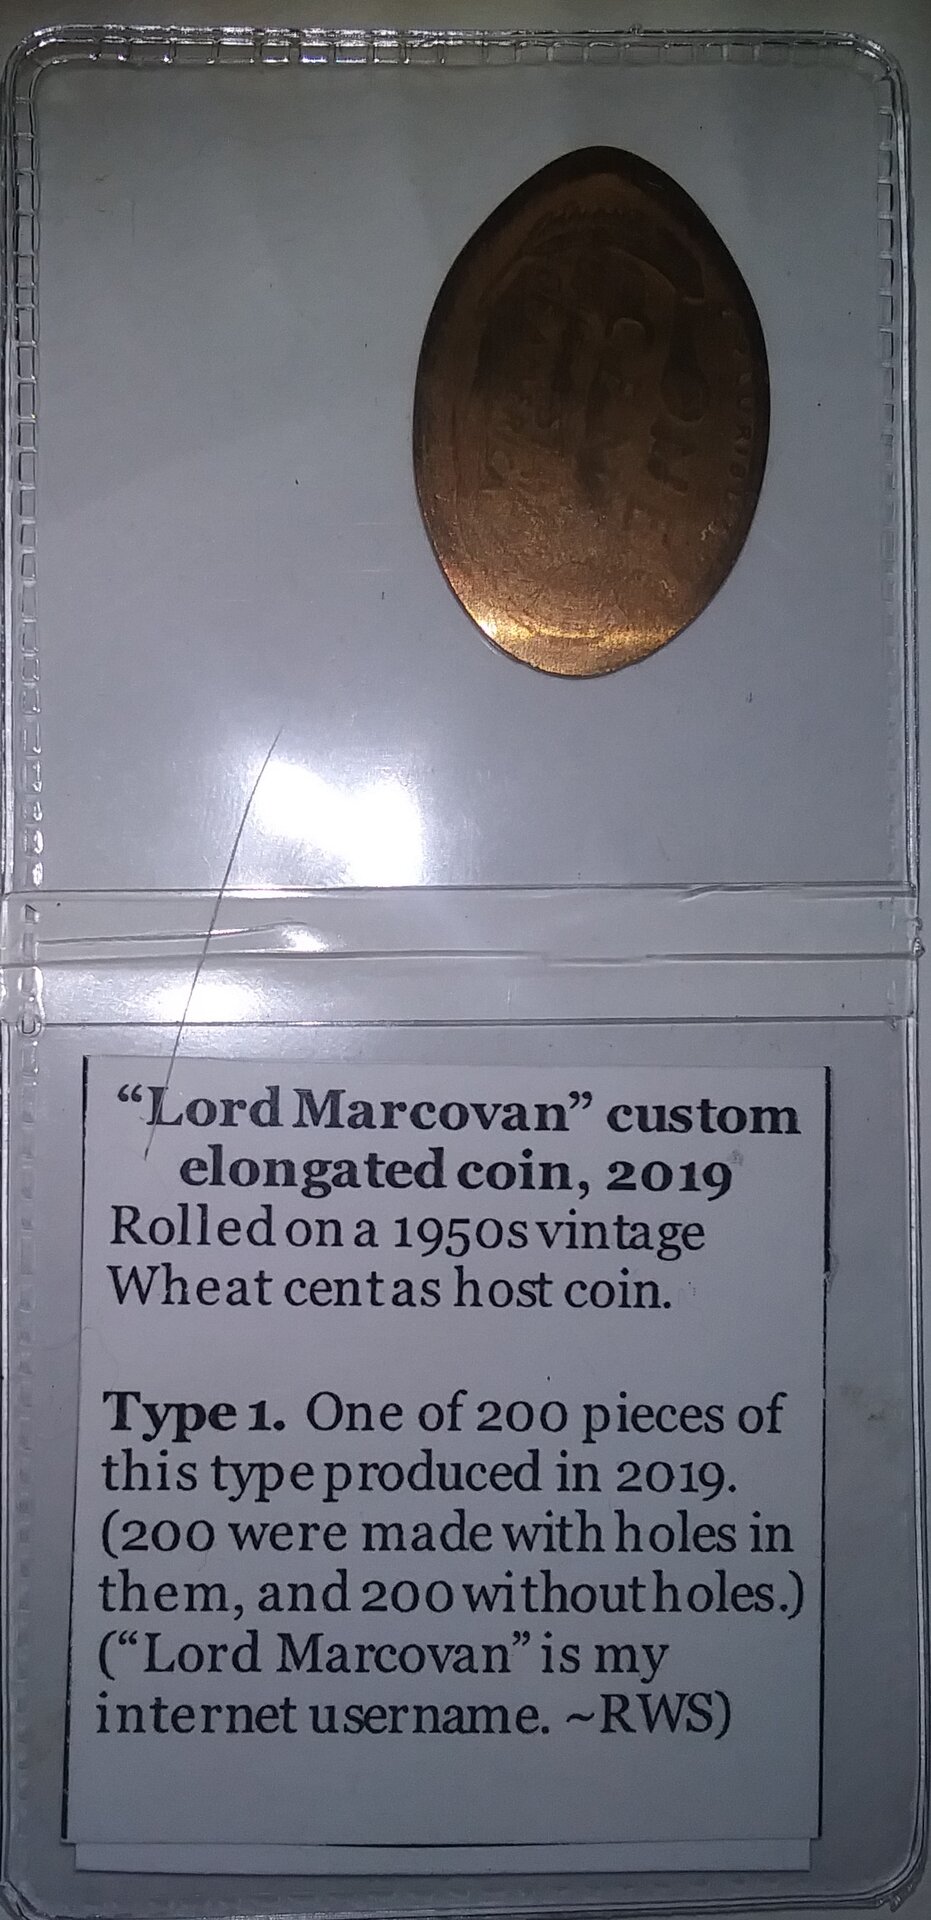 “Lord Marcovan” custom
elongated coin, 2019
Rolled on a 1950s vintage
Wheat cent as host coin.
Type 1. One of 200 pieces of
this type produced in 2019.
(200 were made with holes in
them, and 200 without holes.)
(“Lord Marcovan” is my
internet username. ~RWS)